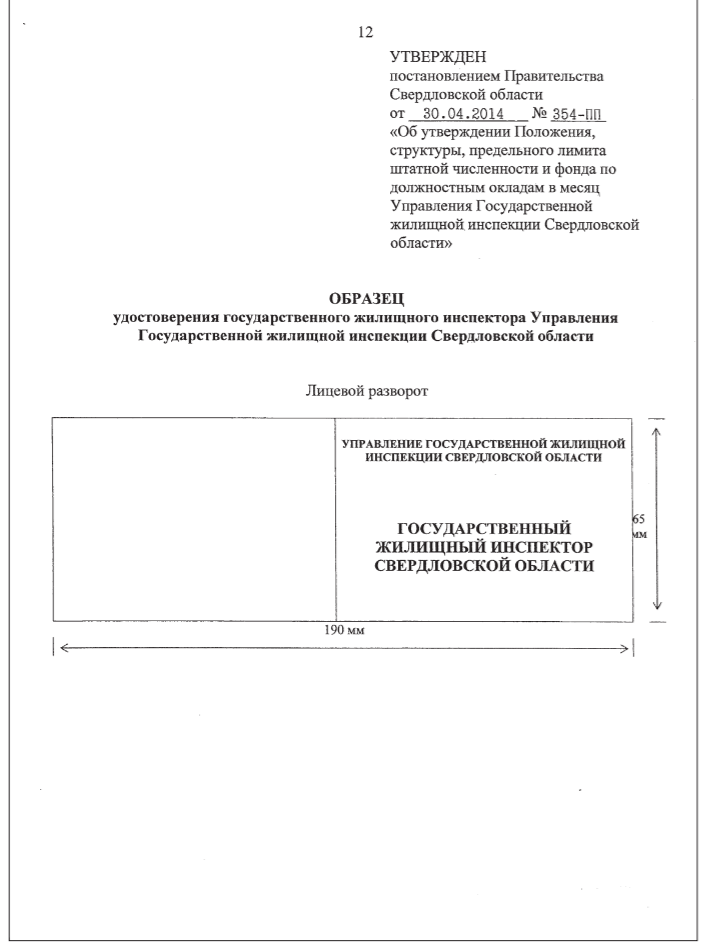 12
УТВЕРЖДЕН
постановлением Правительства
Свердловской области
от 30.04.2014 № 354-ПП
«Об утверждении Положения,
структуры, предельного лимита
штатной численности и фонда по
должностным окладам в месяц
Управления Государственной
жилищной инспекции Свердловской
области»
ОБРАЗЕЦ
удостоверения государственного жилищного инспектора Управления
Государственной жилищной инспекции Свердловской области
Лицевой разворот
УПРАВЛЕНИЕ ГОСУДАРСТВЕННОЙ ЖИЛИЩНОЙ
ИНСПЕКЦИИ СВЕРДЛОВСКОЙ ОБЛАСТИ
ГОСУДАРСТВЕННЫЙ
ЖИЛИЩНЫЙ ИНСПЕКТОР
СВЕРДЛОВСКОЙ ОБЛАСТИ
65
мм
190 мм